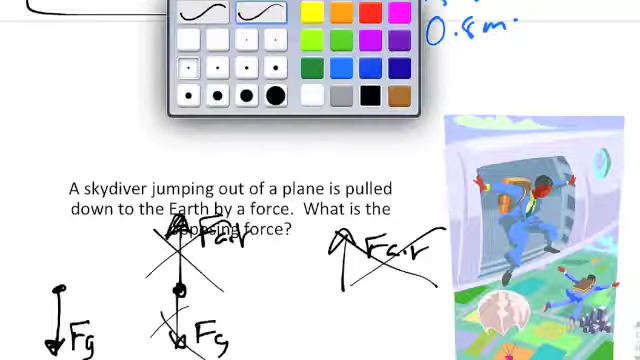 0.8 m.
A skydiver jumping out of a plane is pulled
down to the Earth by a force. What is the
opposing force?
Fair
Fair
Fg
Fg